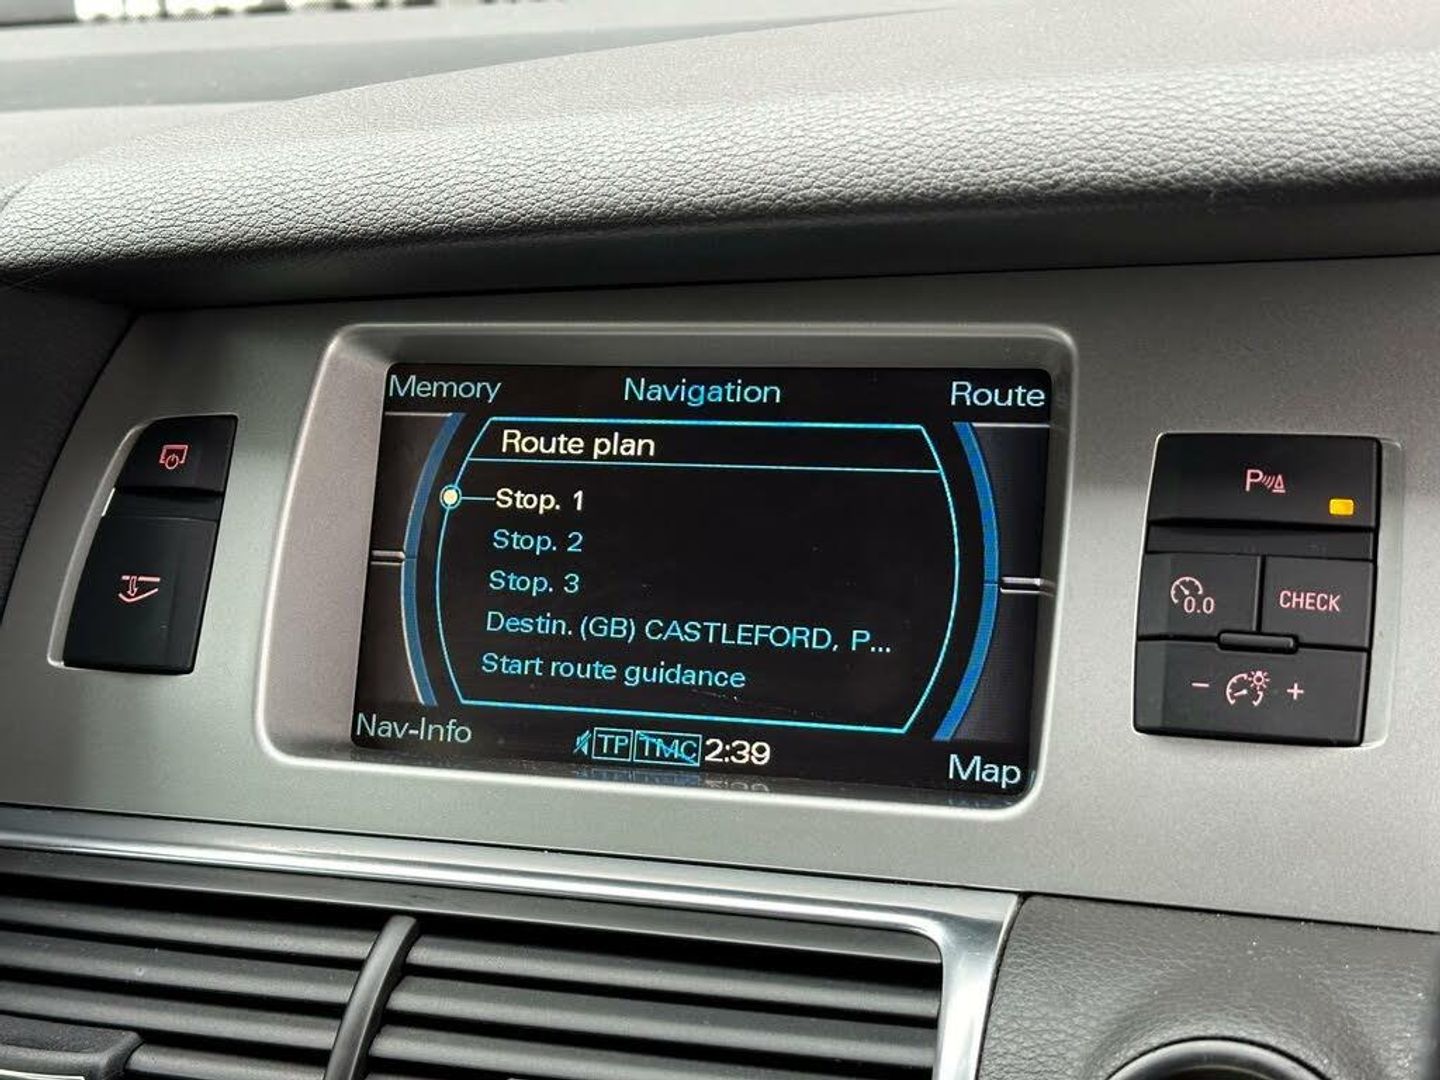 Memory Navigation Route
Route plan
Stop. 1
Stop. 2
Stop. 3
Destin. (GB) CASTLEFORD, P...
Start route guidance
Nav-Info TP TMC 2:39 Map
P
0.0 CHECK
- +